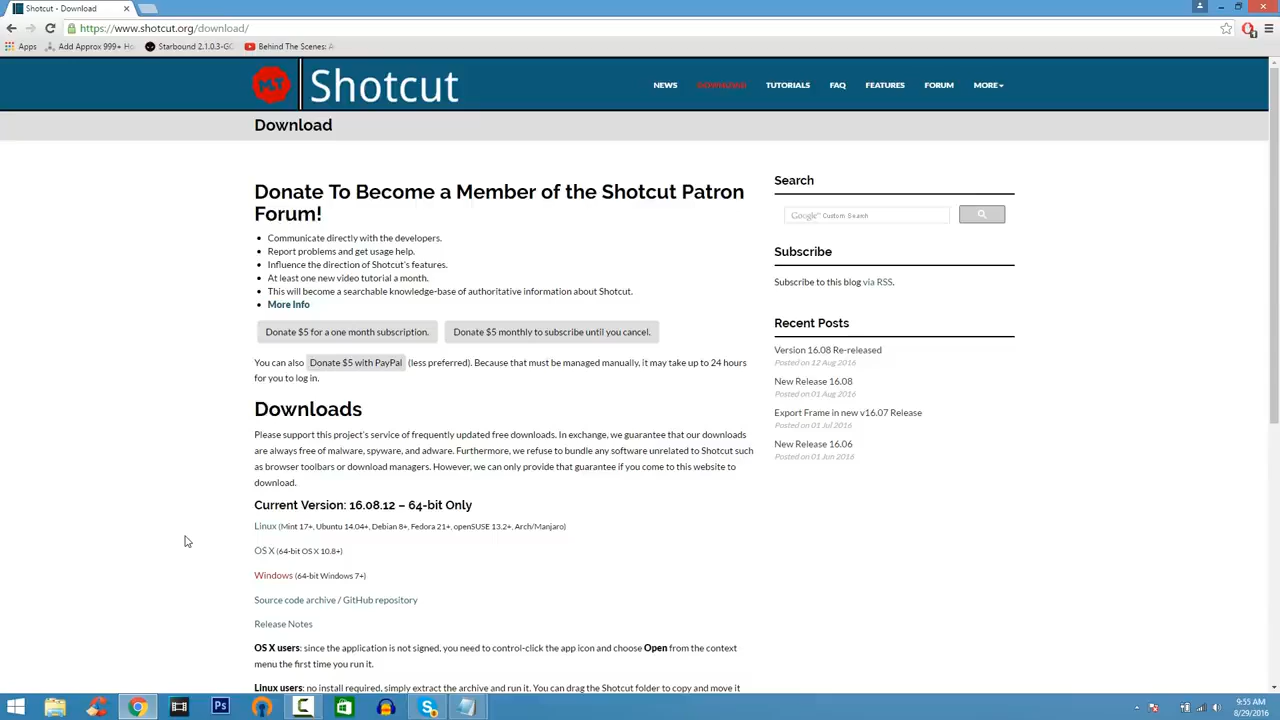 Shotcut - Download
https://www.shotcut.org/download/
Apps
Add Approx 999+ Ho
Starbound 2.1.0.3-GO
Behind The Scenes: A
MLT
Shotcut
NEWS
DOWNLOAD
TUTORIALS
FAQ
FEATURES
FORUM
MORE
Download
Donate To Become a Member of the Shotcut Patron
Forum!
Communicate directly with the developers.
Report problems and get usage help.
Influence the direction of Shotcut's features.
At least one new video tutorial a month.
This will become a searchable knowledge-base of authoritative information about Shotcut.
More Info
Donate $5 for a one month subscription.
Donate $5 monthly to subscribe until you cancel.
You can also Donate $5 with PayPal (less preferred). Because that must be managed manually, it may take up to 24 hours
for you to log in.
Downloads
Please support this project's service of frequently updated free downloads. In exchange, we guarantee that our downloads
are always free of malware, spyware, and adware. Furthermore, we refuse to bundle any software unrelated to Shotcut such
as browser toolbars or download managers. However, we can only provide that guarantee if you come to this website to
download.
Current Version: 16.08.12 – 64-bit Only
Linux (Mint 17+, Ubuntu 14.04+, Debian 8+, Fedora 21+, openSUSE 13.2+, Arch/Manjaro)
OS X (64-bit OS X 10.8+)
Windows (64-bit Windows 7+)
Source code archive / GitHub repository
Release Notes
OS X users: since the application is not signed, you need to control-click the app icon and choose Open from the context
menu the first time you run it.
Linux users: no install required, simply extract the archive and run it. You can drag the Shotcut folder to copy and move it
Search
Google Custom Search
Subscribe
Subscribe to this blog via RSS.
Recent Posts
Version 16.08 Re-released
Posted on 12 Aug 2016
New Release 16.08
Posted on 01 Aug 2016
Export Frame in new v16.07 Release
Posted on 01 Jul 2016
New Release 16.06
Posted on 01 Jun 2016
Ps
9:55 AM
8/29/2016